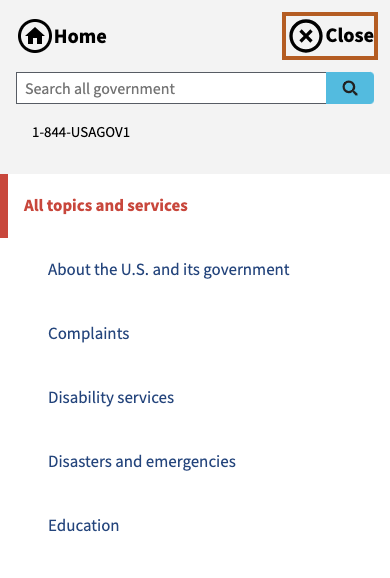 Home
Close
Search all government
1-844-USAGOV1
All topics and services
About the U.S. and its government
Complaints
Disability services
Disasters and emergencies
Education